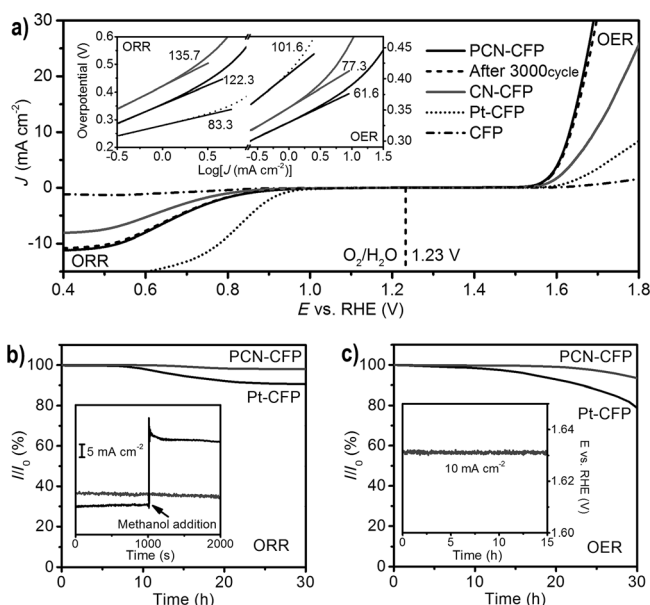 a)
30
20
10
0
-10
J (mA cm⁻²)
0.4
0.6
0.8
1.0
1.2
1.4
1.6
1.8
E vs. RHE (V)
ORR
OER
O₂/H₂O
1.23 V
PCN-CFP
After 3000cycle
CN-CFP
Pt-CFP
CFP
0.6
0.5
0.4
0.3
0.2
Overpotential (V)
ORR
135.7
122.3
83.3
101.6
77.3
61.6
OER
0.45
0.40
0.35
0.30
-0.5
0.0
0.5
1.0
-0.5
0.0
0.5
1.0
1.5
Log[J (mA cm⁻²)]
b)
100
80
60
40
20
0
I/I₀ (%)
PCN-CFP
Pt-CFP
5 mA cm⁻²
Methanol addition
0
1000
2000
Time (s)
ORR
0
10
20
30
Time (h)
c)
100
80
60
40
20
0
I/I₀ (%)
PCN-CFP
Pt-CFP
10 mA cm⁻²
1.64
1.62
1.60
E vs. RHE (V)
0
5
10
15
Time (h)
OER
0
10
20
30
Time (h)